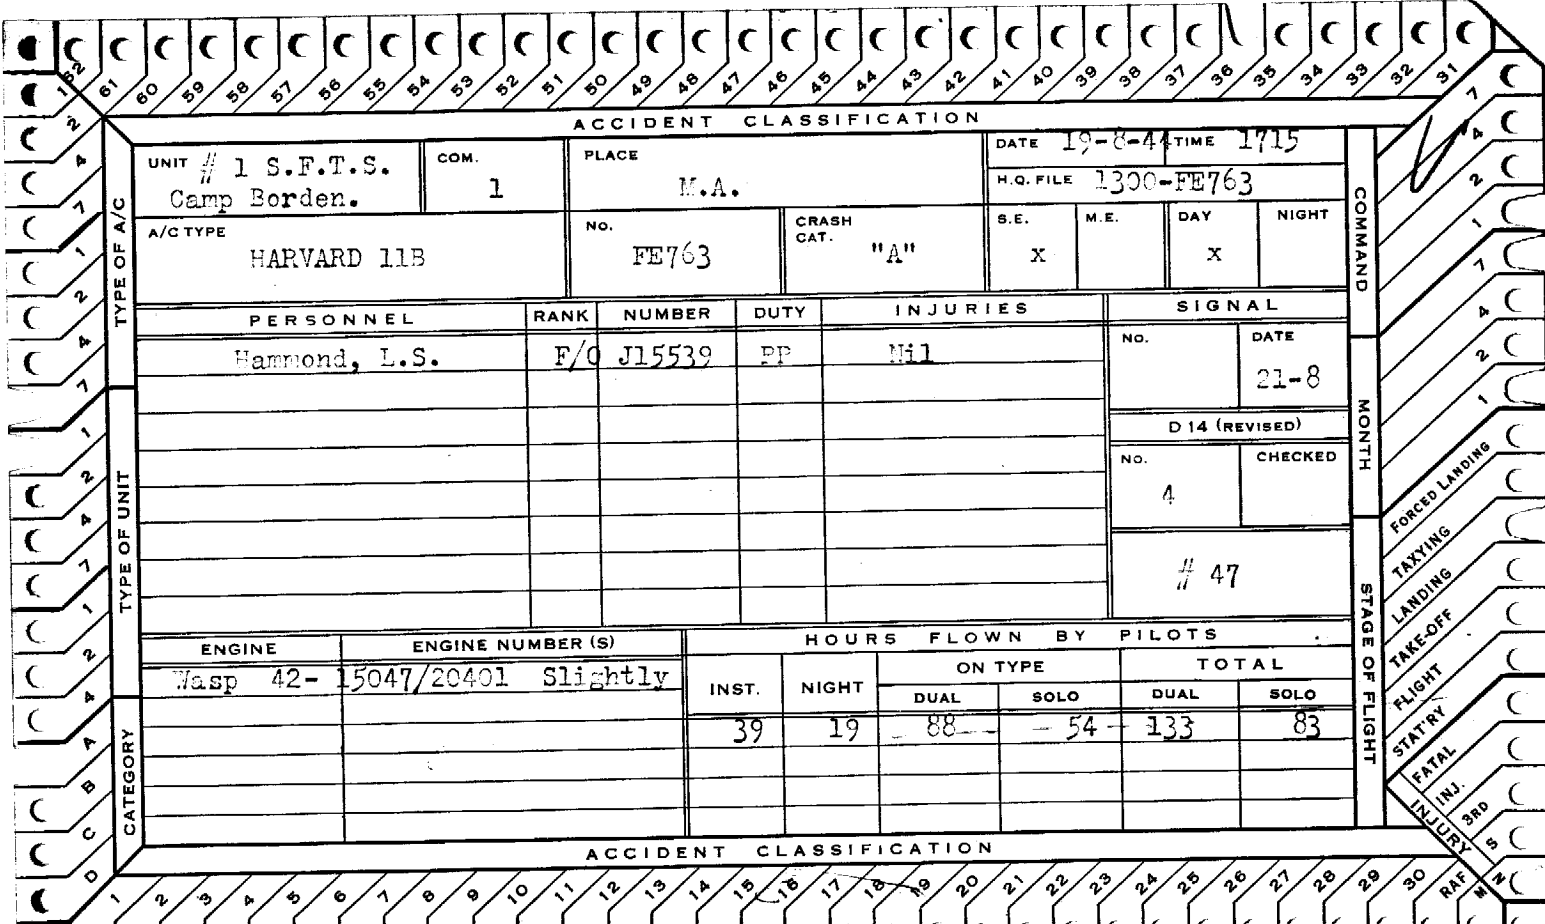 62 61 60 59 58 57 56 55 54 53 52 51 50 49 48 47 46 45 44 43 42 41 40 39 38 37 36 35 34 33 32 31
ACCIDENT CLASSIFICATION
UNIT # 1 S.F.T.S.
Camp Borden.
COM.
1
PLACE
M.A.
DATE 19-8-44 TIME 1715
H.Q. FILE 1300-FE763
A/C TYPE
HARVARD 11B
NO.
FE763
CRASH
CAT.
"A"
S.E. M.E. DAY NIGHT
x x
PERSONNEL RANK NUMBER DUTY INJURIES SIGNAL
Hammond, L.S. F/O J15539 PP Nil
NO. DATE
21-8
D 14 (REVISED)
NO. CHECKED
4
# 47
ENGINE ENGINE NUMBER (S) HOURS FLOWN BY PILOTS
Wasp 42- 15047/20401 Slightly
INST. NIGHT ON TYPE TOTAL
DUAL SOLO DUAL SOLO
39 19 88 54 133 83
ACCIDENT CLASSIFICATION
1 2 3 4 5 6 7 8 9 10 11 12 13 14 15 16 17 18 19 20 21 22 23 24 25 26 27 28 29 30 RAF M N
TYPE OF A/C
TYPE OF UNIT
CATEGORY
1 2 4 7 1 2 4 7 1 2 4 7 1 2 4 A B C D
COMMAND
MONTH
STAGE OF FLIGHT
7 4 2 1 7 4 2 1
FORCED LANDING
TAXYING
LANDING
TAKE-OFF
FLIGHT
STAT'RY
FATAL
INJ.
3RD
S
INJURY